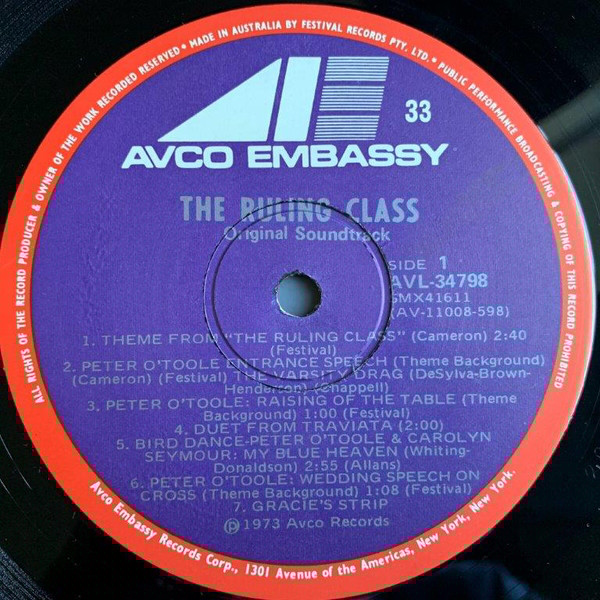 ALL RIGHTS OF THE RECORD PRODUCER & OWNER OF THE WORK RECORDED RESERVED • MADE IN AUSTRALIA BY FESTIVAL RECORDS PTY. LTD. • PUBLIC PERFORMANCE BROADCASTING & COPYING OF THIS RECORD PROHIBITED
AE
33
AVCO EMBASSY
THE RULING CLASS
Original Soundtrack
SIDE 1
AVL-34798
SMX41611
(AV-11008-598)
1. THEME FROM "THE RULING CLASS" (Cameron) 2:40
(Festival)
2. PETER O'TOOLE ENTRANCE SPEECH (Theme Background)
(Cameron) (Festival) THE VARSITY DRAG (DeSylva-Brown-
Henderson) (Chappell)
3. PETER O'TOOLE: RAISING OF THE TABLE (Theme
Background) 1:00 (Festival)
4. DUET FROM TRAVIATA (2:00)
5. BIRD DANCE-PETER O'TOOLE & CAROLYN
SEYMOUR: MY BLUE HEAVEN (Whiting-
Donaldson) 2:55 (Allans)
6. PETER O'TOOLE: WEDDING SPEECH ON
CROSS (Theme Background) 1:08 (Festival)
7. GRACIE'S STRIP
Ⓟ 1973 Avco Records
Avco Embassy Records Corp., 1301 Avenue of the Americas, New York, New York.